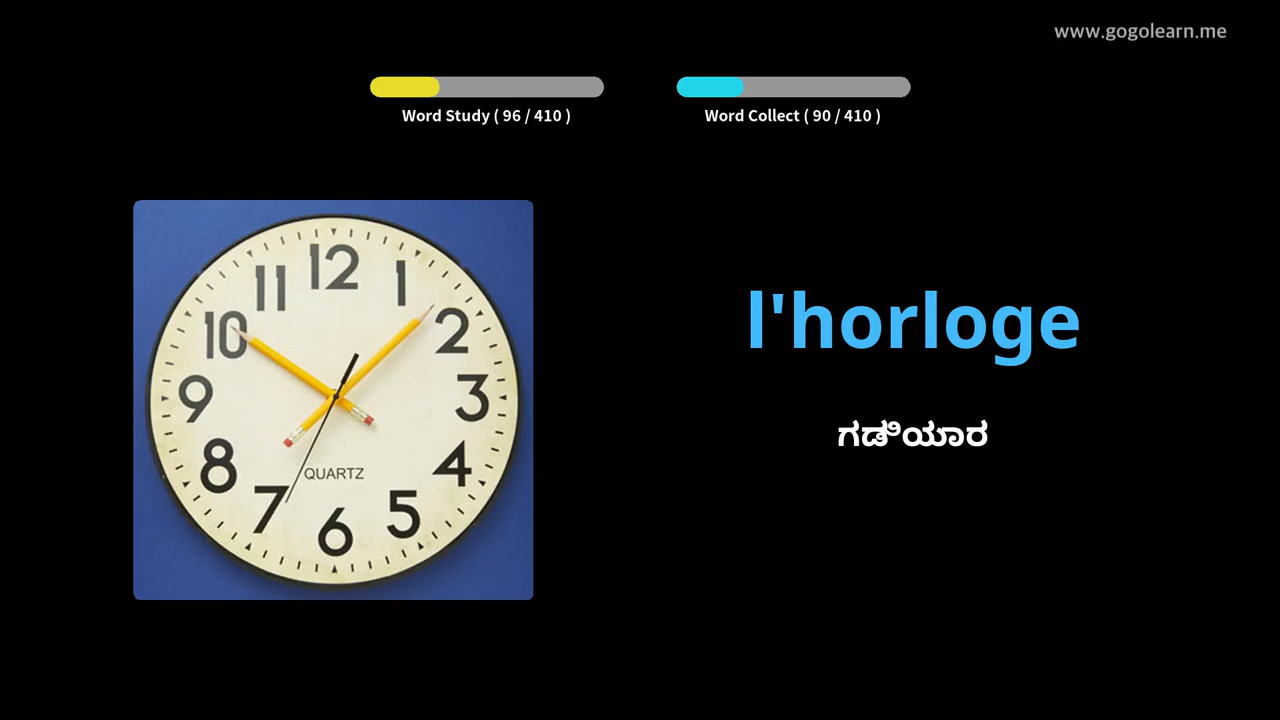 www.gogolearn.me
Word Study ( 96 / 410 )
Word Collect ( 90 / 410 )
12
11
1
10
2
9
3
8
4
QUARTZ
7
5
6
l'horloge
ಗಡಿಯಾರ